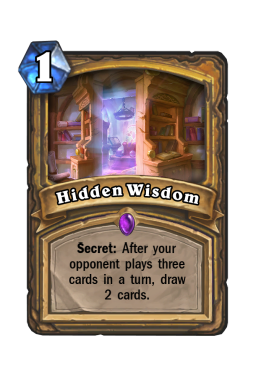 1
Hidden Wisdom
Secret: After your
opponent plays three
cards in a turn, draw
2 cards.